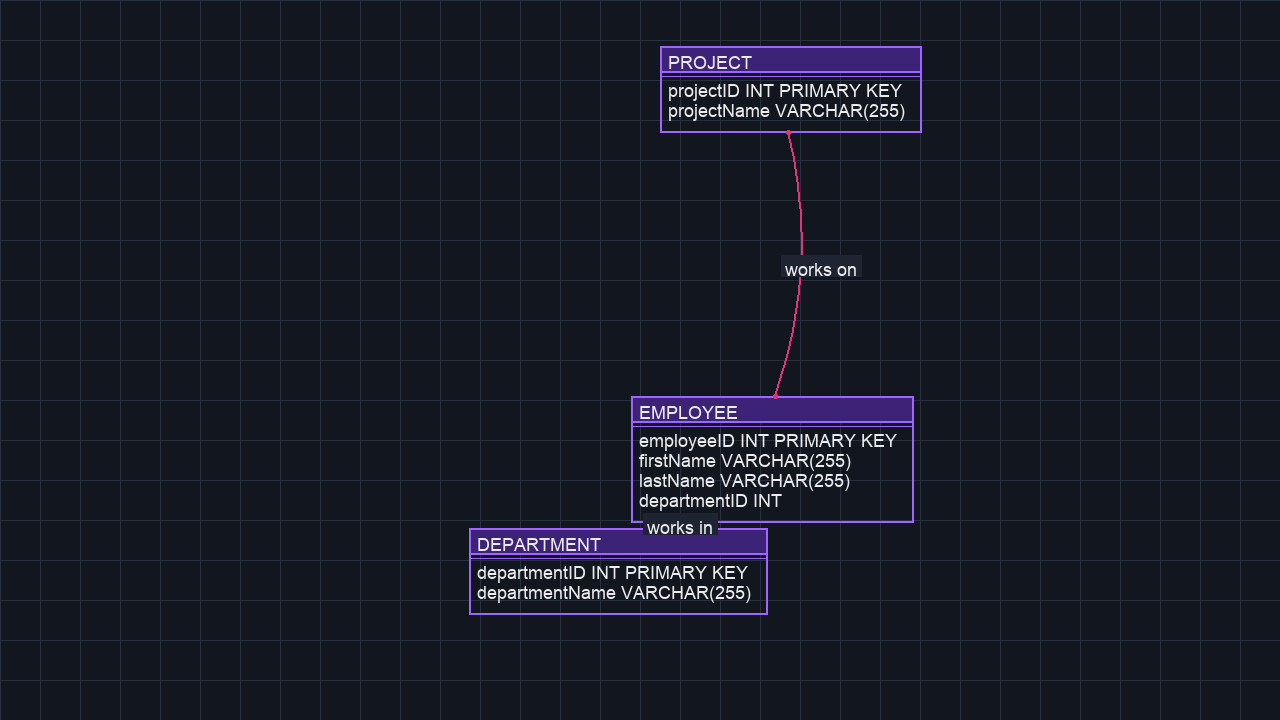 PROJECT
projectID INT PRIMARY KEY
projectName VARCHAR(255)
works on
EMPLOYEE
employeeID INT PRIMARY KEY
firstName VARCHAR(255)
lastName VARCHAR(255)
departmentID INT
works in
DEPARTMENT
departmentID INT PRIMARY KEY
departmentName VARCHAR(255)